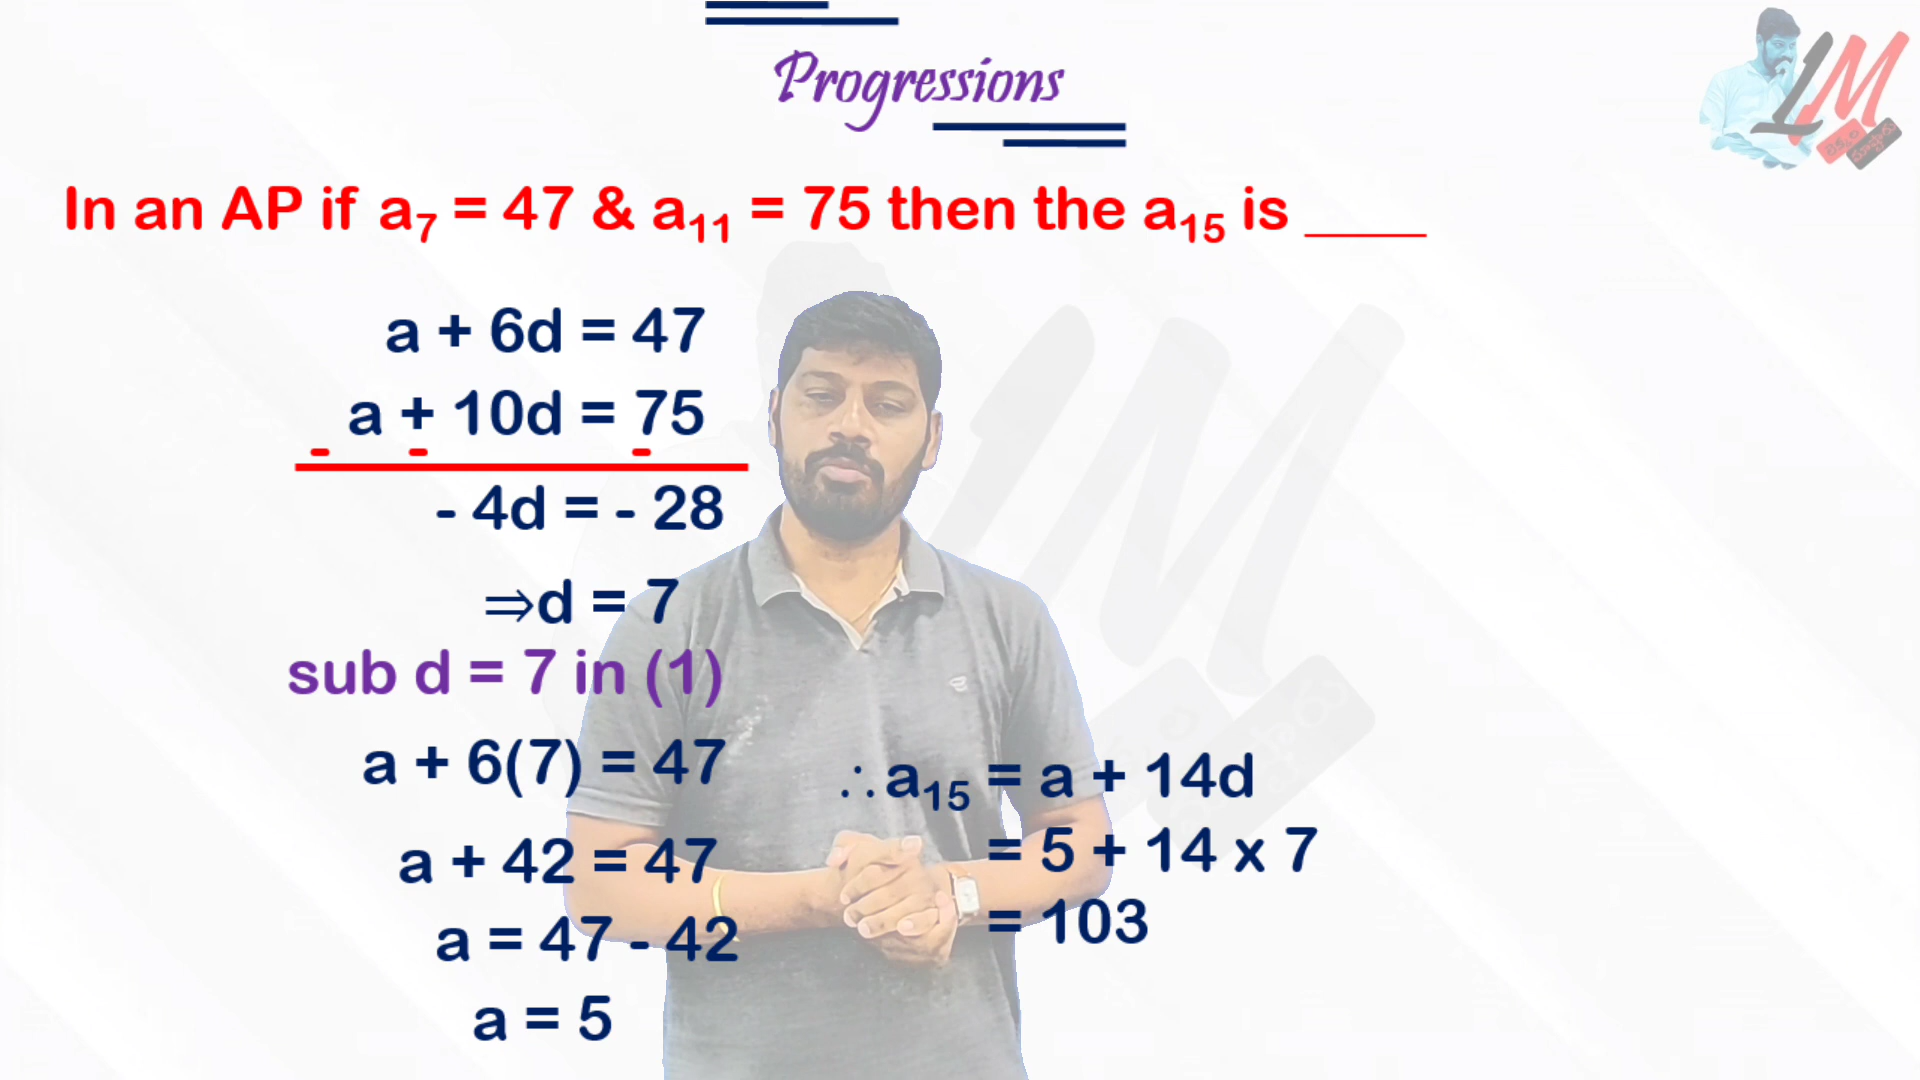 Progressions
LM
In an AP if a₇ = 47 & a₁₁ = 75 then the a₁₅ is ____
a + 6d = 47
a + 10d = 75
- - -
- 4d = - 28
⇒d = 7
sub d = 7 in (1)
a + 6(7) = 47
a + 42 = 47
a = 47 - 42
a = 5
∴a₁₅ = a + 14d
= 5 + 14 x 7
= 103